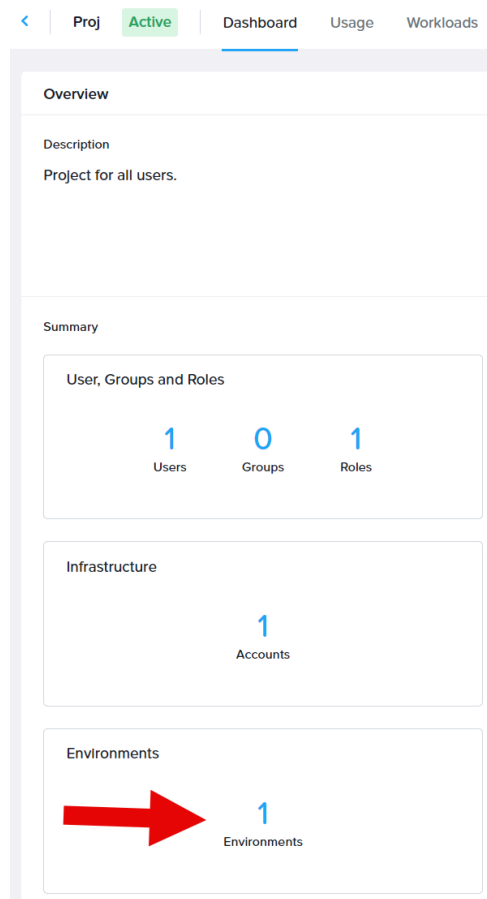 Proj Active Dashboard Usage Workloads
Overview
Description
Project for all users.
Summary
User, Groups and Roles
1 0 1
Users Groups Roles
Infrastructure
1
Accounts
Environments
1
Environments